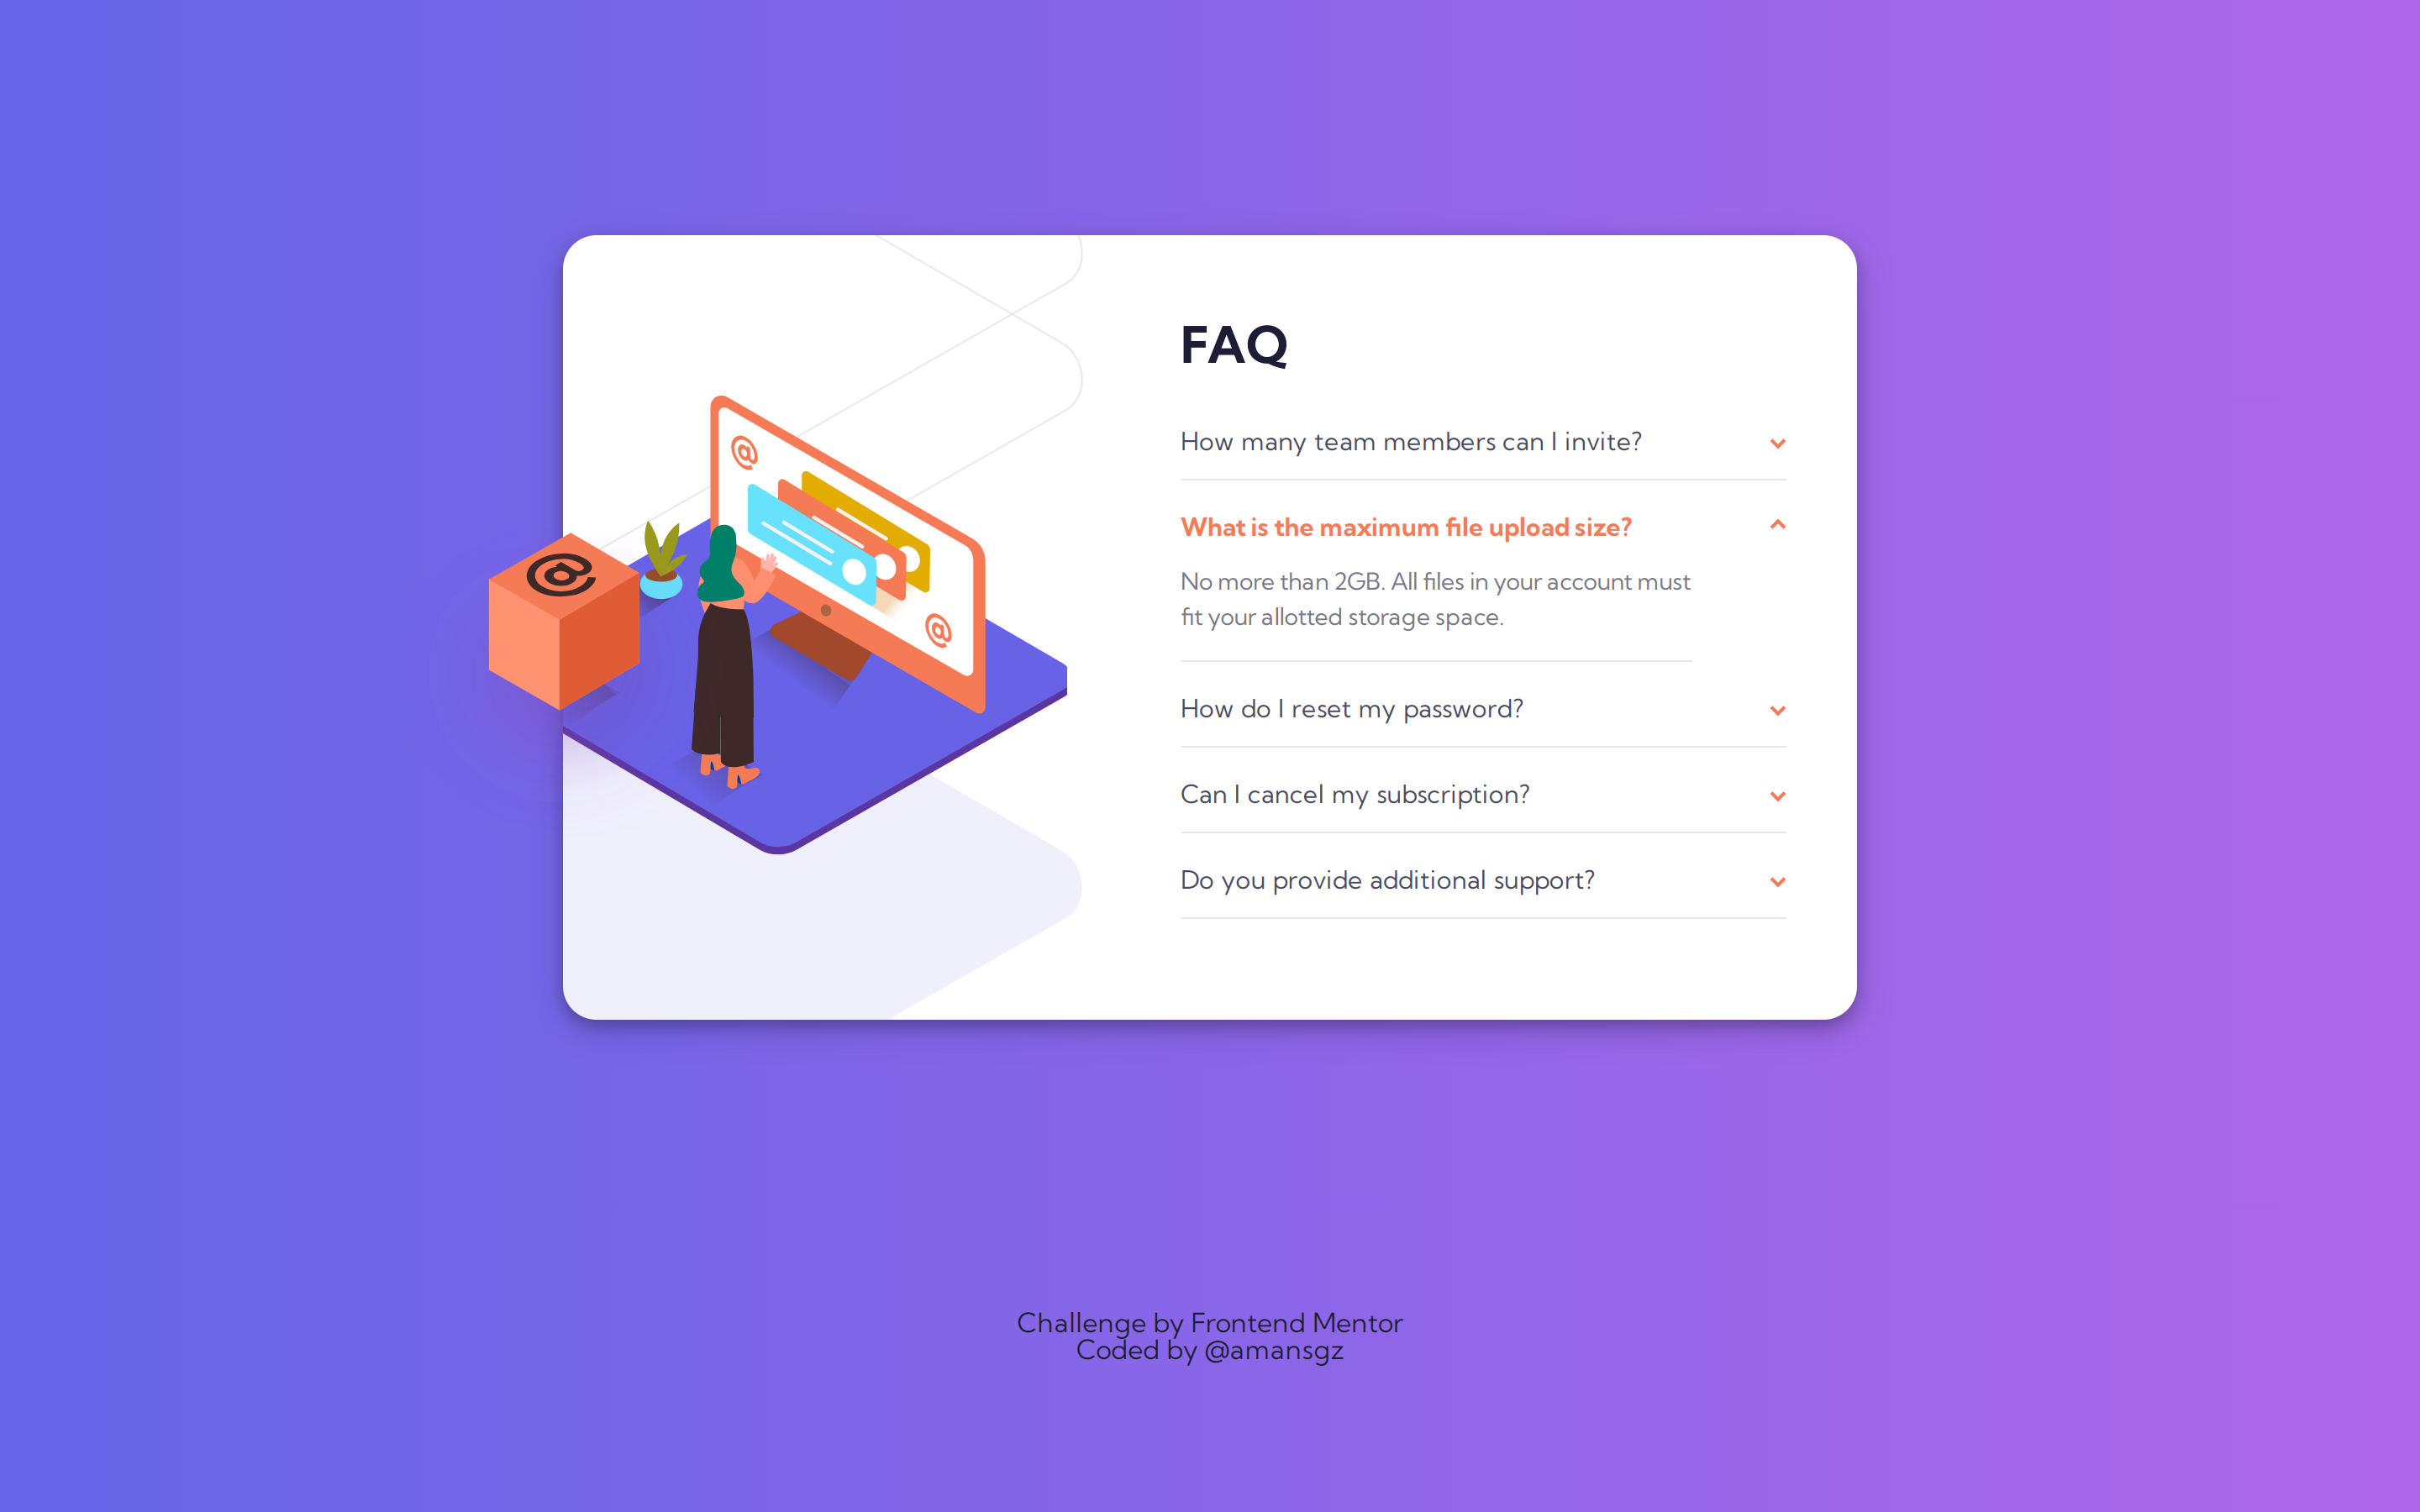 FAQ
How many team members can I invite?
What is the maximum file upload size?
No more than 2GB. All files in your account must
fit your allotted storage space.
How do I reset my password?
Can I cancel my subscription?
Do you provide additional support?
@
@
@
Challenge by Frontend Mentor
Coded by @amansgz